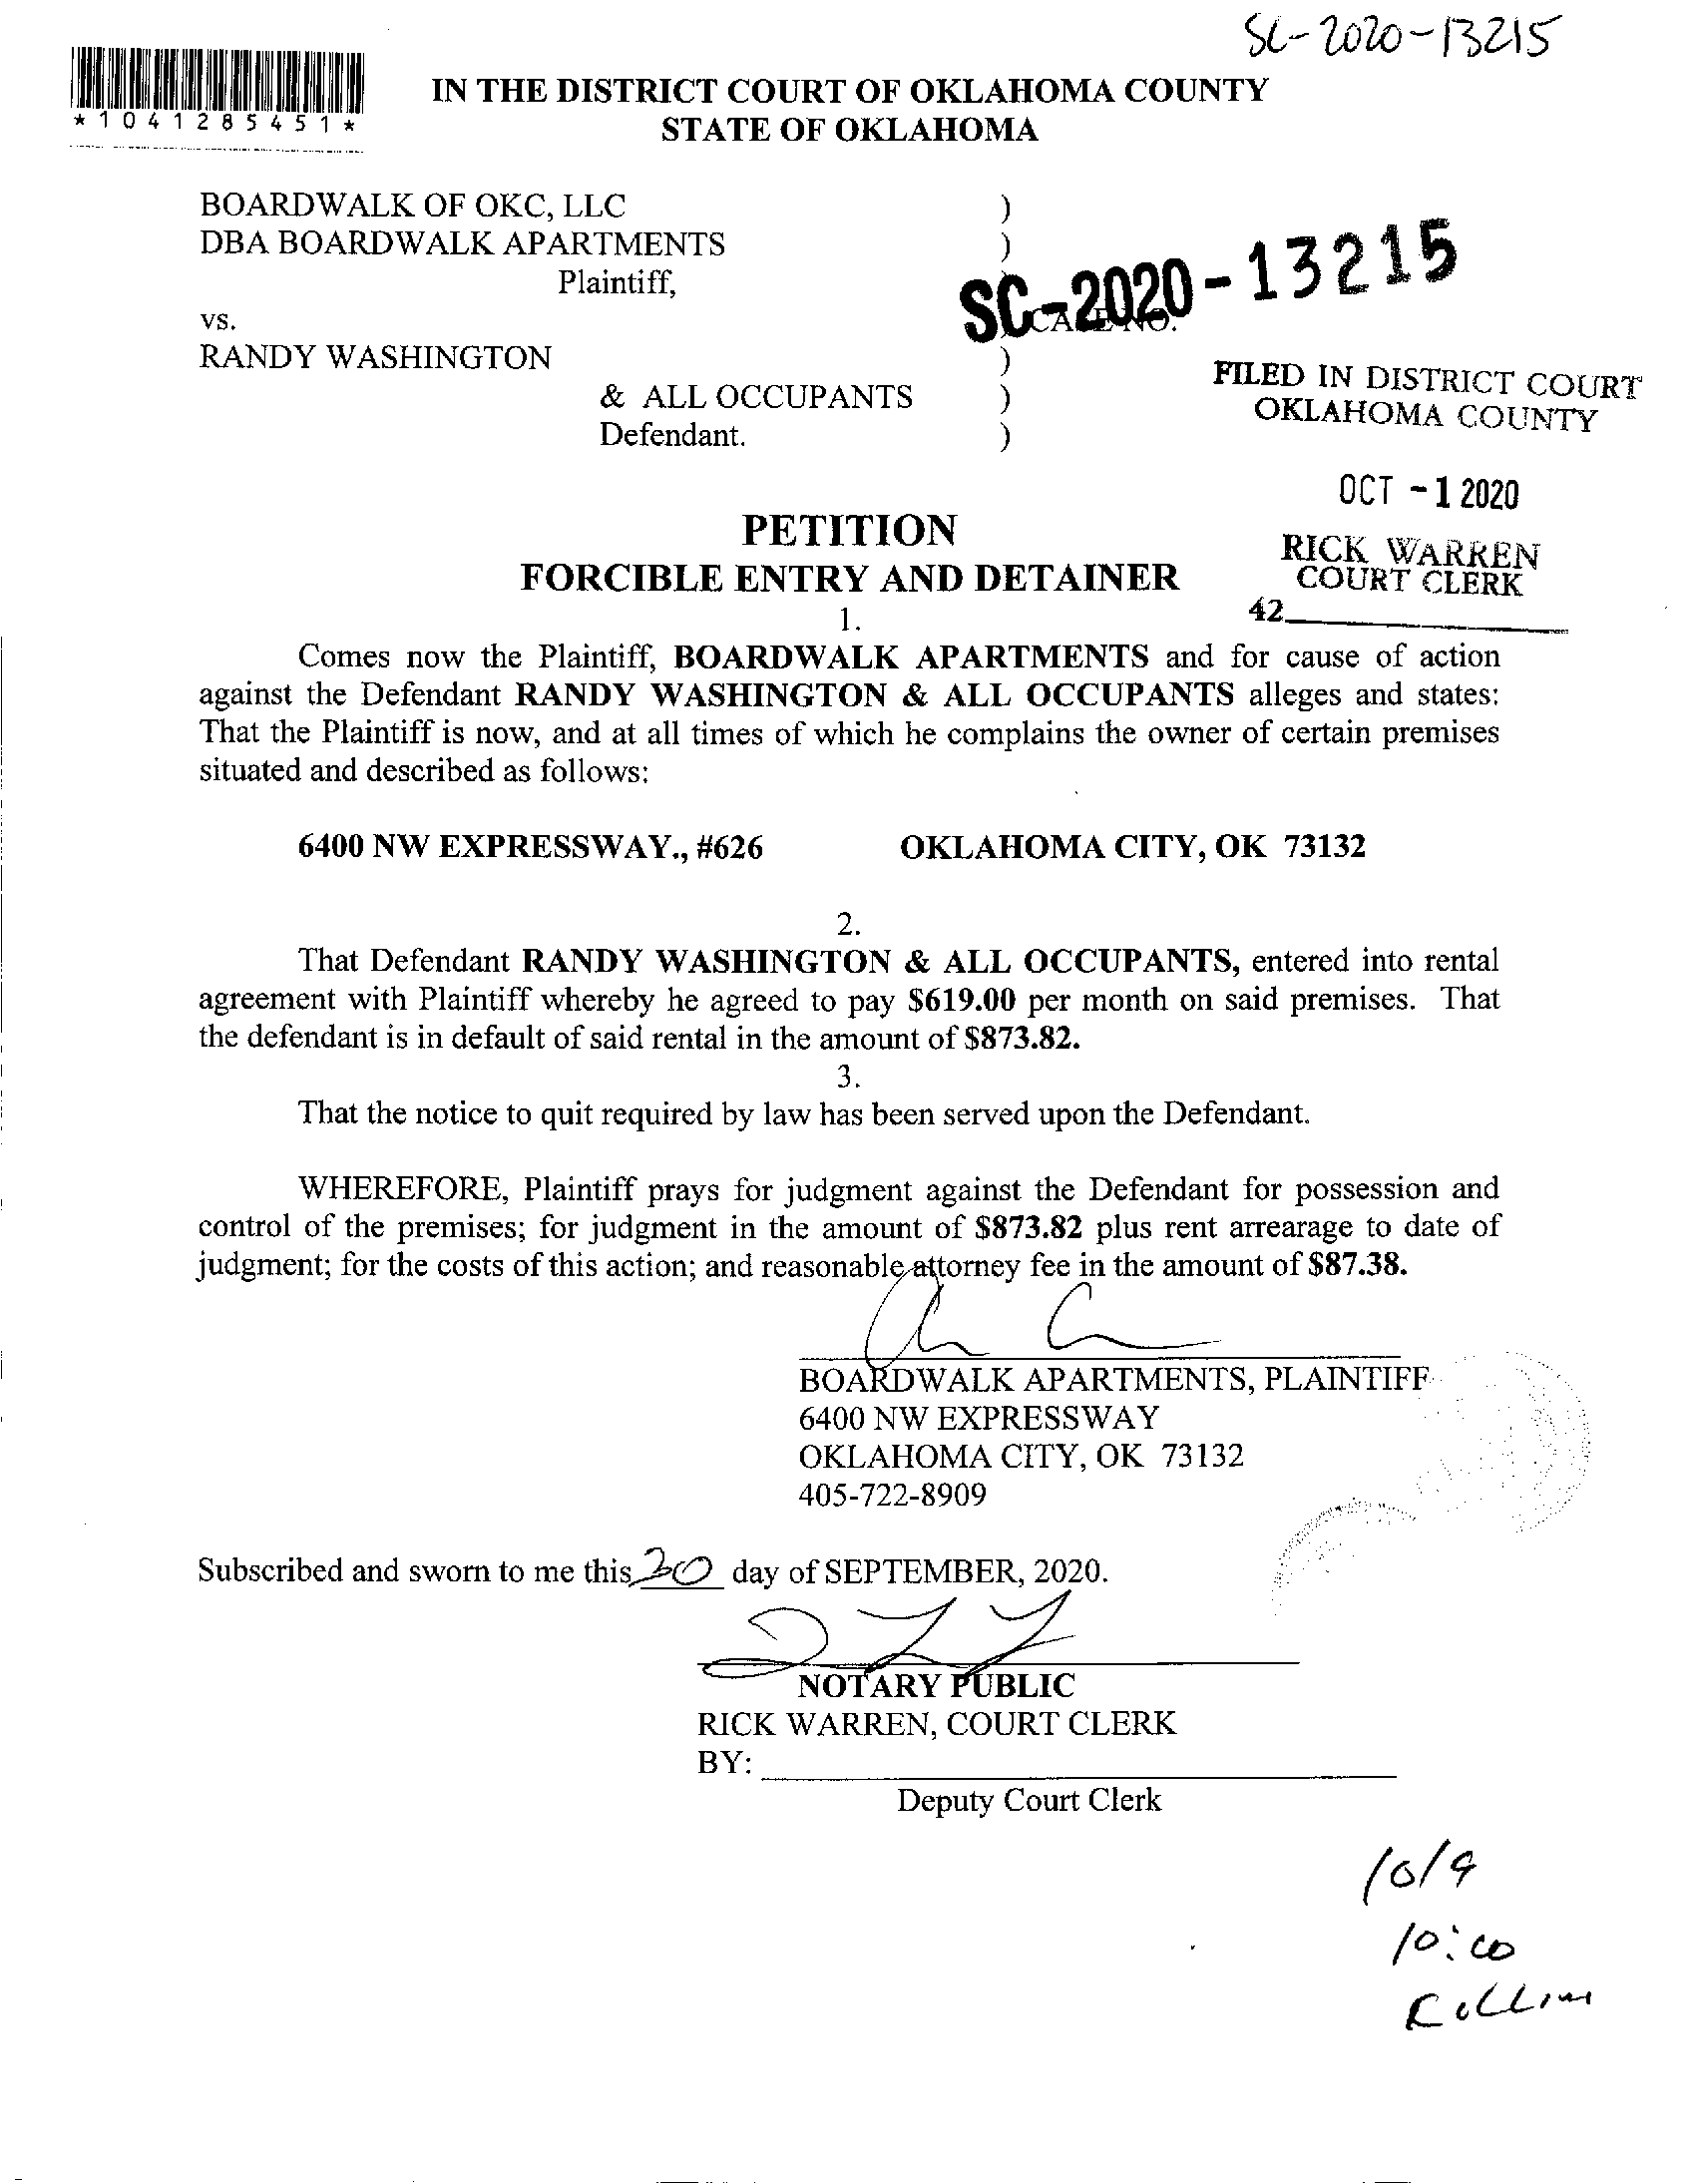 SC-2020-13215
*1041285451*
IN THE DISTRICT COURT OF OKLAHOMA COUNTY
STATE OF OKLAHOMA
BOARDWALK OF OKC, LLC )
DBA BOARDWALK APARTMENTS )
Plaintiff,
SC-2020-13215
vs. CASE NO.
RANDY WASHINGTON )
& ALL OCCUPANTS )
Defendant. )
FILED IN DISTRICT COURT
OKLAHOMA COUNTY
OCT -1 2020
RICK WARREN
COURT CLERK
42
PETITION
FORCIBLE ENTRY AND DETAINER
1.
Comes now the Plaintiff, BOARDWALK APARTMENTS and for cause of action
against the Defendant RANDY WASHINGTON & ALL OCCUPANTS alleges and states:
That the Plaintiff is now, and at all times of which he complains the owner of certain premises
situated and described as follows:
6400 NW EXPRESSWAY., #626 OKLAHOMA CITY, OK 73132
2.
That Defendant RANDY WASHINGTON & ALL OCCUPANTS, entered into rental
agreement with Plaintiff whereby he agreed to pay $619.00 per month on said premises. That
the defendant is in default of said rental in the amount of $873.82.
3.
That the notice to quit required by law has been served upon the Defendant.
WHEREFORE, Plaintiff prays for judgment against the Defendant for possession and
control of the premises; for judgment in the amount of $873.82 plus rent arrearage to date of
judgment; for the costs of this action; and reasonable attorney fee in the amount of $87.38.
BOARDWALK APARTMENTS, PLAINTIFF
6400 NW EXPRESSWAY
OKLAHOMA CITY, OK 73132
405-722-8909
Subscribed and sworn to me this 30 day of SEPTEMBER, 2020.
NOTARY PUBLIC
RICK WARREN, COURT CLERK
BY:
Deputy Court Clerk
10/9
10:00